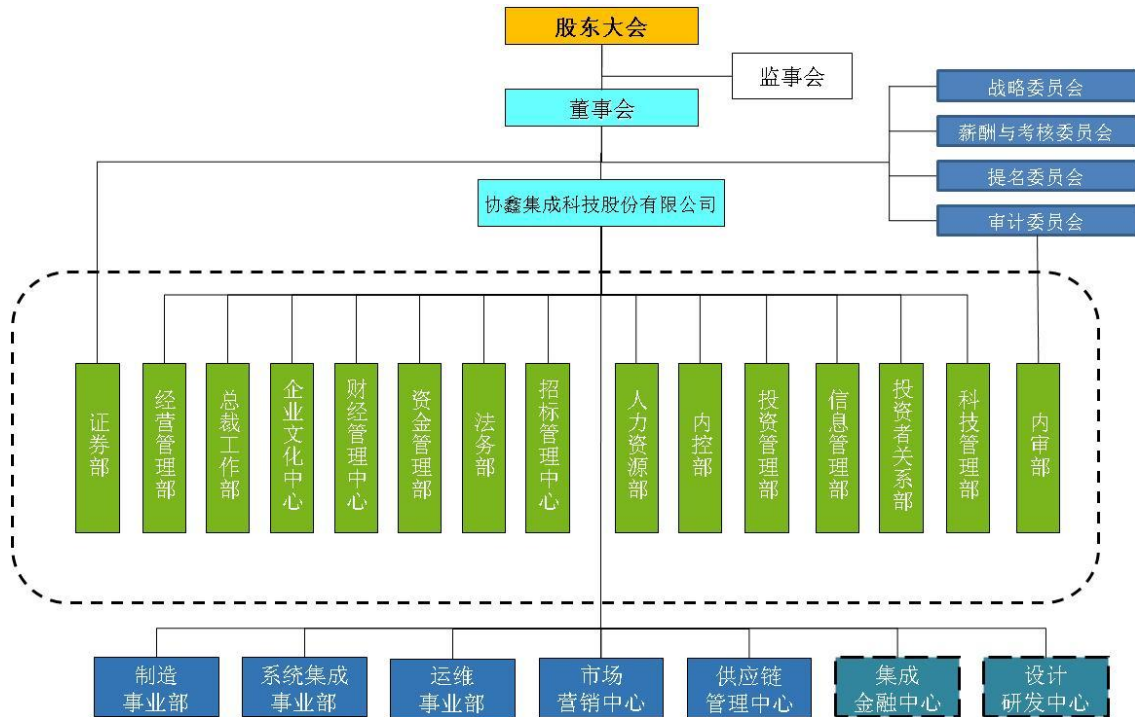 股东大会
监事会
董事会
战略委员会
薪酬与考核委员会
提名委员会
审计委员会
协鑫集成科技股份有限公司
证券部
经营管理部
总裁工作部
企业文化中心
财经管理中心
资金管理部
法务部
招标管理中心
人力资源部
内控部
投资管理部
信息管理部
投资者关系部
科技管理部
内审部
制造
事业部
系统集成
事业部
运维
事业部
市场
营销中心
供应链
管理中心
集成
金融中心
设计
研发中心